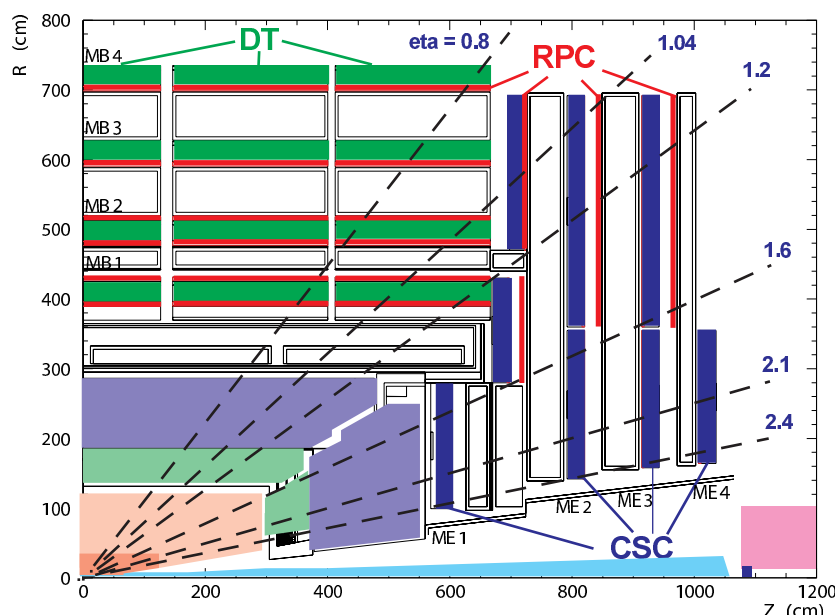 R (cm)
800
700
600
500
400
300
200
100
0
MB 4
MB 3
MB 2
MB 1
DT
eta = 0.8
RPC
1.04
1.2
1.6
2.1
2.4
ME 1
ME 2
ME 3
ME 4
CSC
0
200
400
600
800
1000
1200
Z (cm)